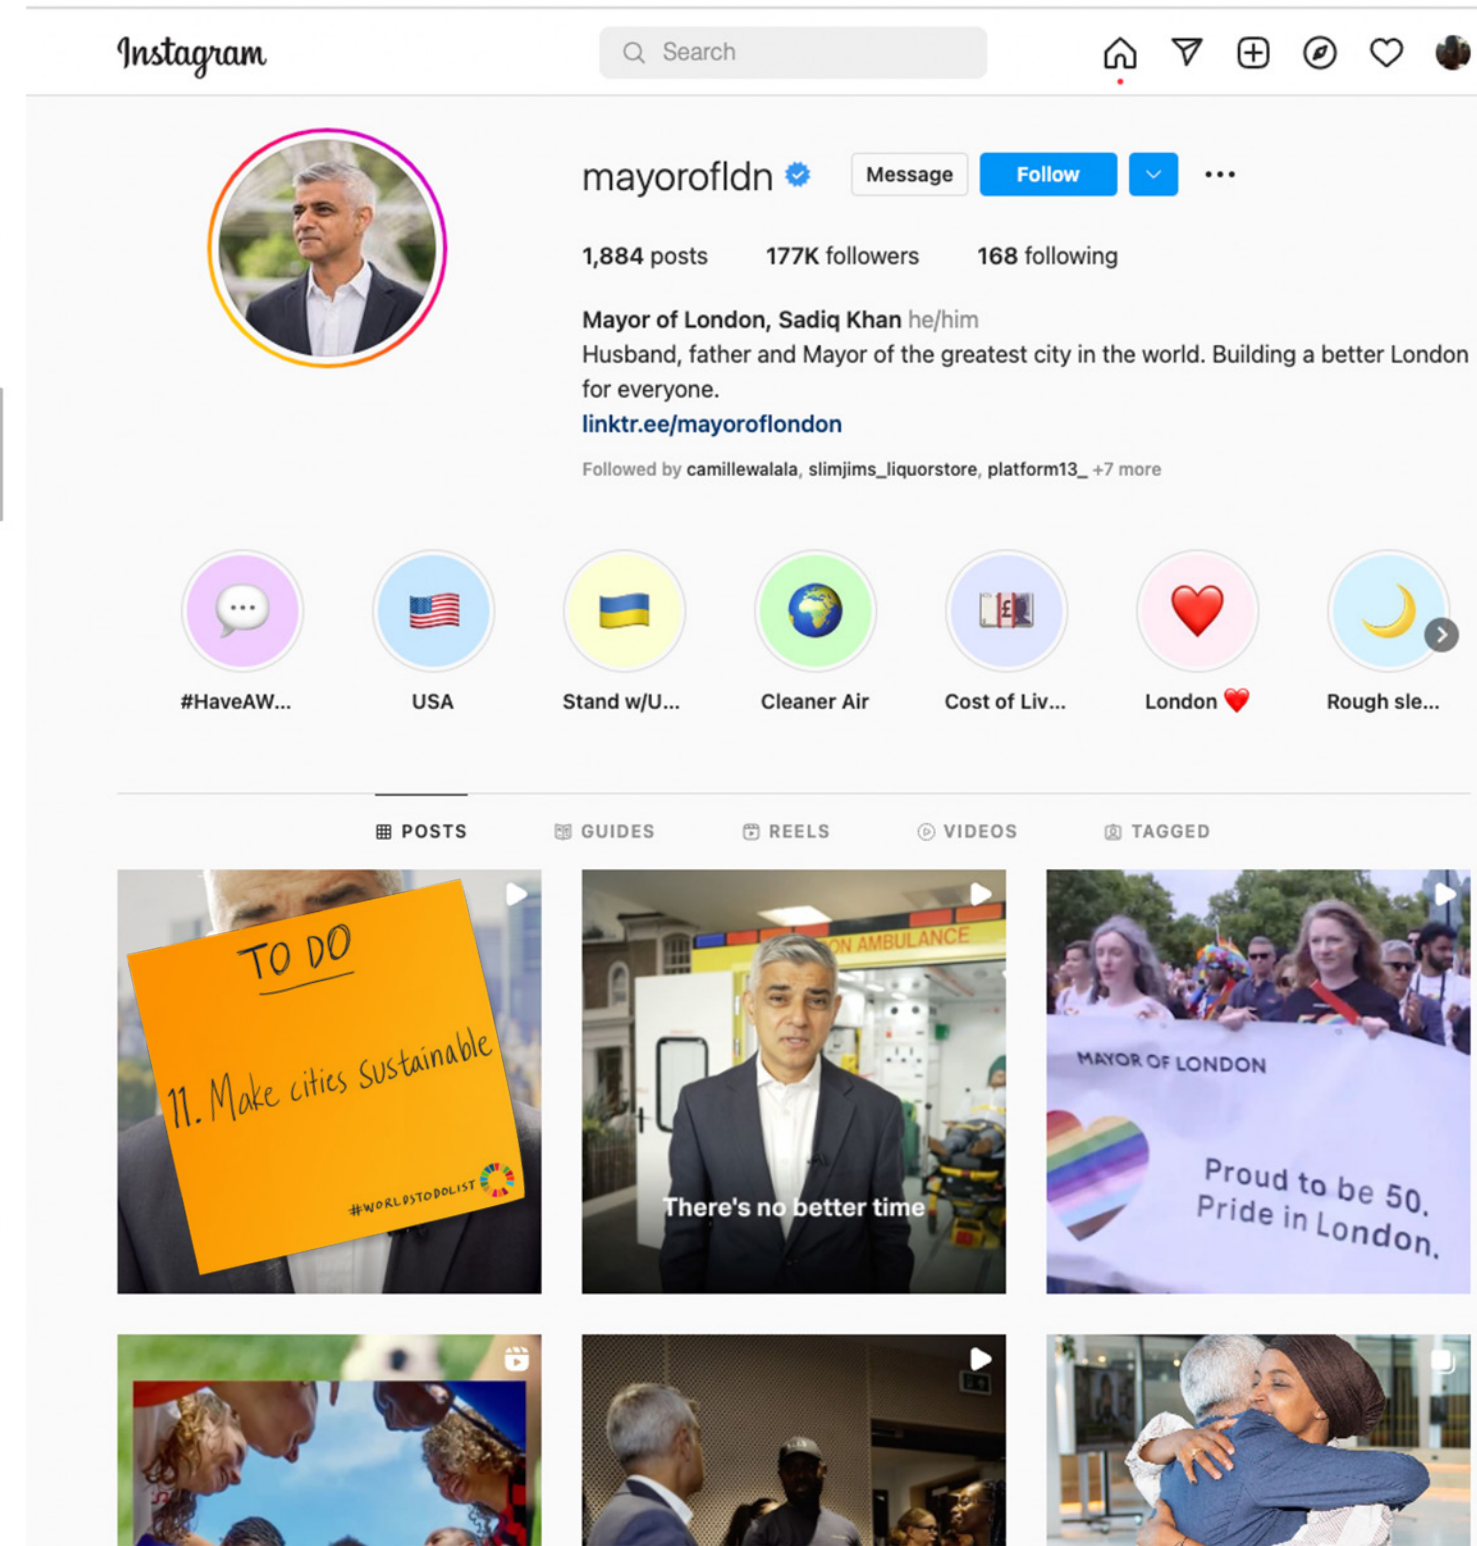 Instagram
Search
mayorofldn
Message
Follow
1,884 posts
177K followers
168 following
Mayor of London, Sadiq Khan he/him
Husband, father and Mayor of the greatest city in the world. Building a better London
for everyone.
linktr.ee/mayoroflondon
Followed by camillewalala, slimjims_liquorstore, platform13_ +7 more
#HaveAW...
USA
Stand w/U...
Cleaner Air
Cost of Liv...
London ❤️
Rough sle...
POSTS
GUIDES
REELS
VIDEOS
TAGGED
TO DO
11. Make cities Sustainable
#WORLDSTODOLIST
ON AMBULANCE
There's no better time
MAYOR OF LONDON
Proud to be 50.
Pride in London.